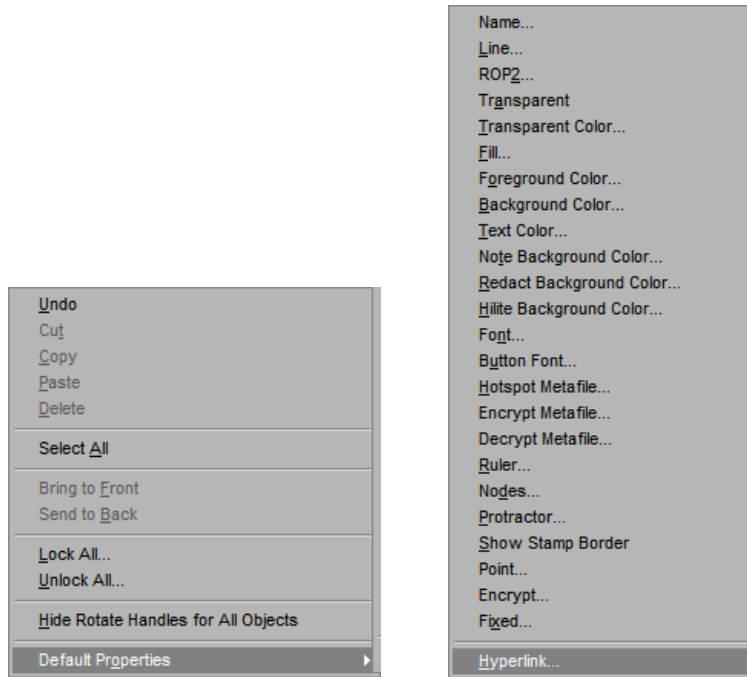 Undo
Cut
Copy
Paste
Delete
Select All
Bring to Front
Send to Back
Lock All...
Unlock All...
Hide Rotate Handles for All Objects
Default Properties
Name...
Line...
ROP2...
Transparent
Transparent Color...
Fill...
Foreground Color...
Background Color...
Text Color...
Note Background Color...
Redact Background Color...
Hilite Background Color...
Font...
Button Font...
Hotspot Metafile...
Encrypt Metafile...
Decrypt Metafile...
Ruler...
Nodes...
Protractor...
Show Stamp Border
Point...
Encrypt...
Fixed...
Hyperlink...